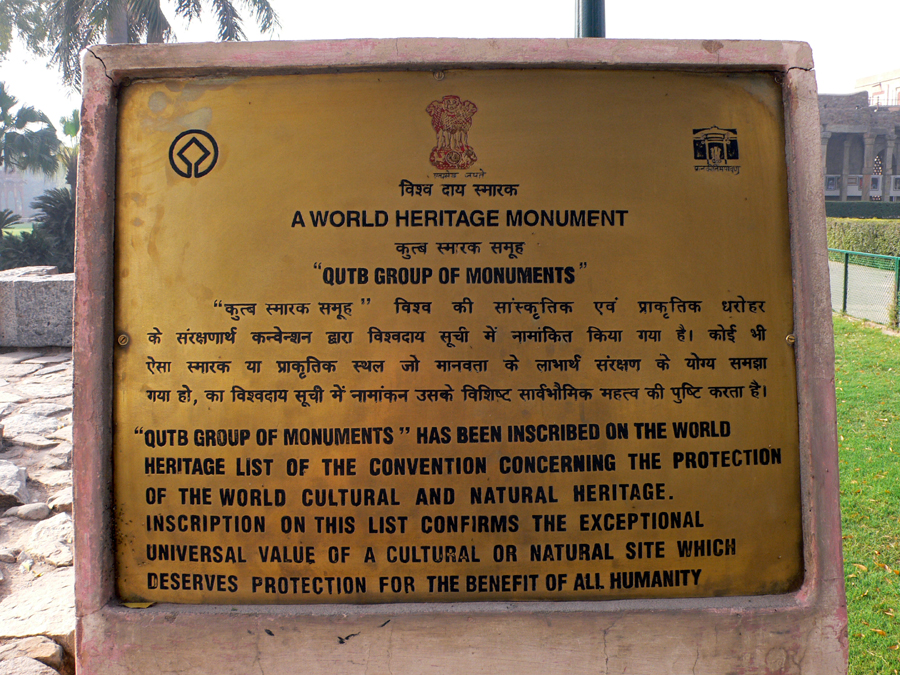 सत्यमेव जयते
विश्व दाय स्मारक
A WORLD HERITAGE MONUMENT
कुत्ब स्मारक समूह
"QUTB GROUP OF MONUMENTS"
"कुत्ब स्मारक समूह" विश्व की सांस्कृतिक एवं प्राकृतिक धरोहर
के संरक्षणार्थ कन्वेन्शन द्वारा विश्वदाय सूची में नामांकित किया गया है। कोई भी
ऐसा स्मारक या प्राकृतिक स्थल जो मानवता के लाभार्थ संरक्षण के योग्य समझा
गया हो, का विश्वदाय सूची में नामांकन उसके विशिष्ट सार्वभौमिक महत्व की पुष्टि करता है।
"QUTB GROUP OF MONUMENTS" HAS BEEN INSCRIBED ON THE WORLD
HERITAGE LIST OF THE CONVENTION CONCERNING THE PROTECTION
OF THE WORLD CULTURAL AND NATURAL HERITAGE.
INSCRIPTION ON THIS LIST CONFIRMS THE EXCEPTIONAL
UNIVERSAL VALUE OF A CULTURAL OR NATURAL SITE WHICH
DESERVES PROTECTION FOR THE BENEFIT OF ALL HUMANITY